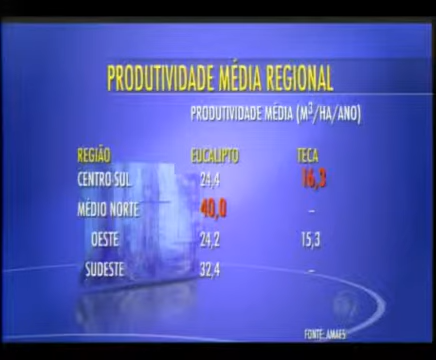 PRODUTIVIDADE MÉDIA REGIONAL
PRODUTIVIDADE MÉDIA (M³/HA/ANO)
REGIÃO EUCALIPTO TECA
CENTRO SUL 24,4 16,3
MÉDIO NORTE 40,0 –
OESTE 24,2 15,3
SUDESTE 32,4 –
FONTE: AMAES